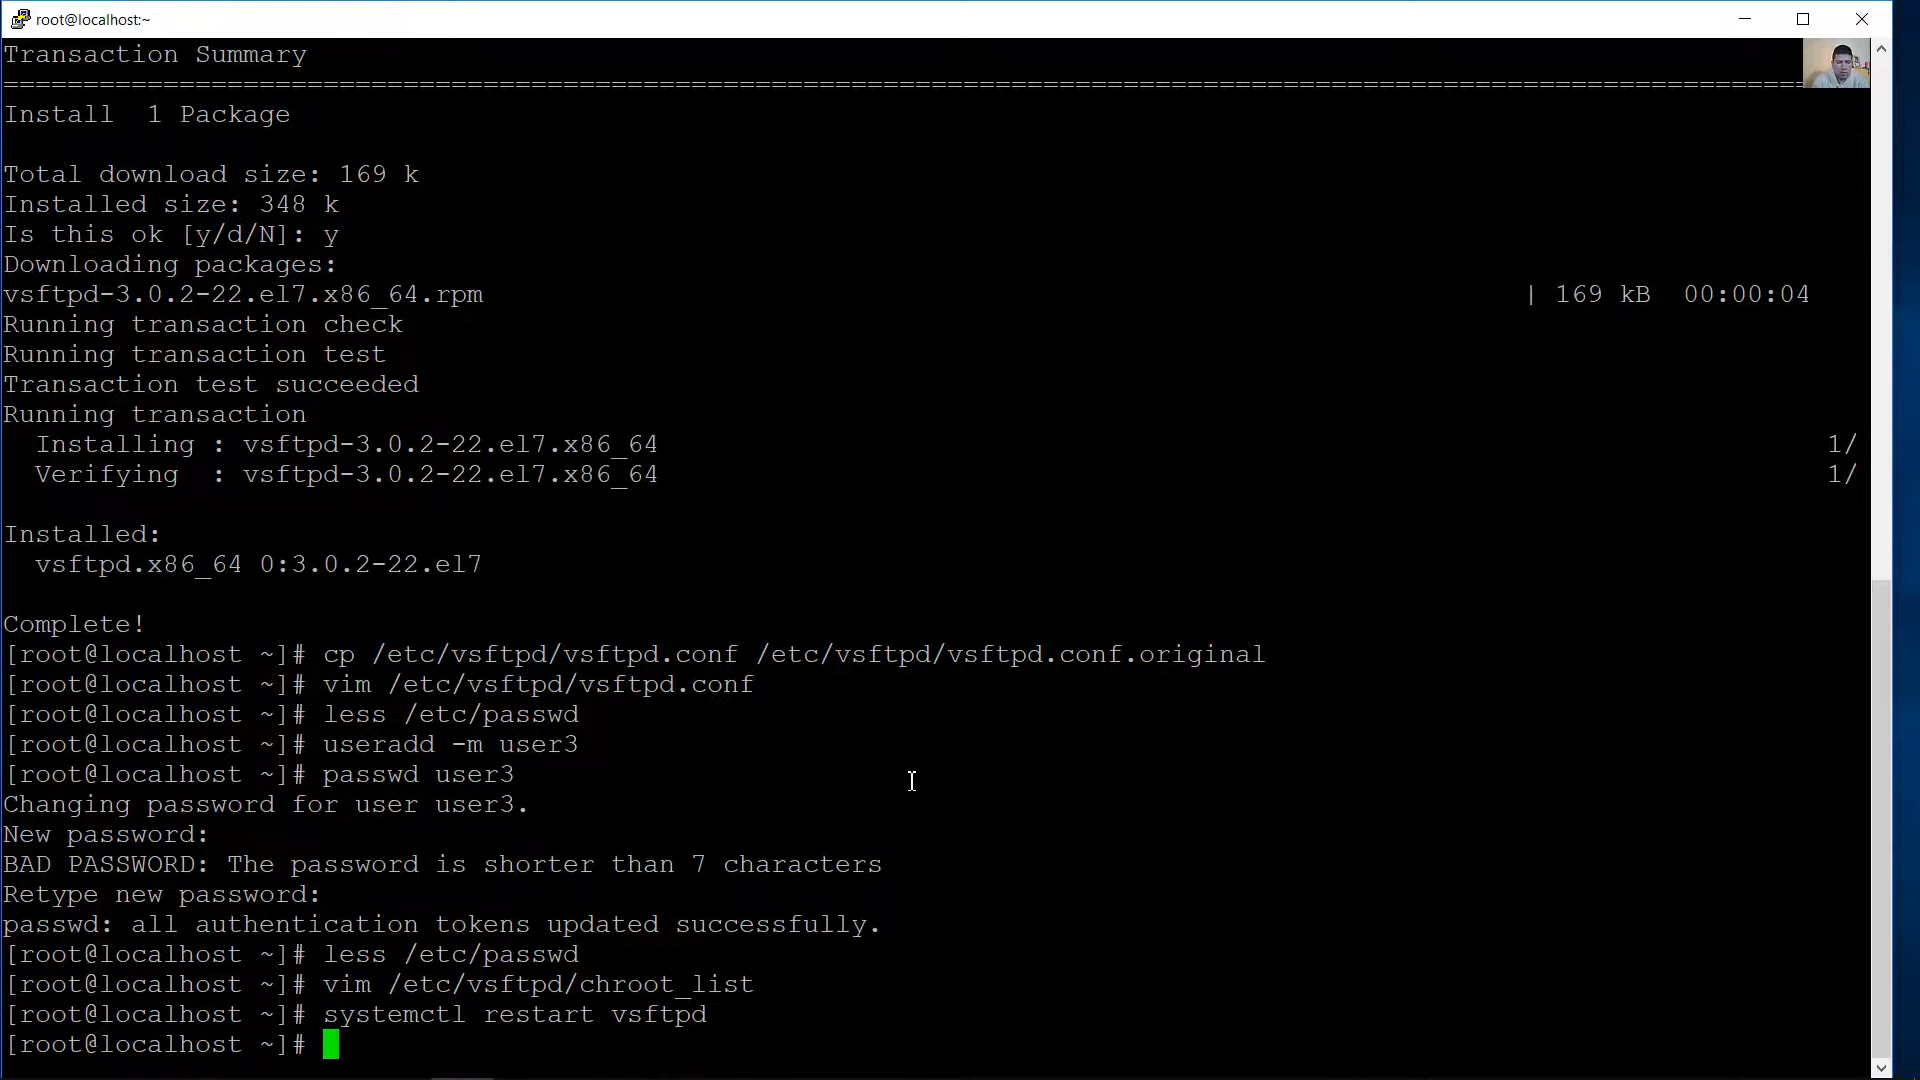 root@localhost:~
Transaction Summary
================================================================================================================
Install  1 Package
Total download size: 169 k
Installed size: 348 k
Is this ok [y/d/N]: y
Downloading packages:
vsftpd-3.0.2-22.el7.x86_64.rpm | 169 kB  00:00:04
Running transaction check
Running transaction test
Transaction test succeeded
Running transaction
  Installing : vsftpd-3.0.2-22.el7.x86_64 1/
  Verifying  : vsftpd-3.0.2-22.el7.x86_64 1/
Installed:
  vsftpd.x86_64 0:3.0.2-22.el7
Complete!
[root@localhost ~]# cp /etc/vsftpd/vsftpd.conf /etc/vsftpd/vsftpd.conf.original
[root@localhost ~]# vim /etc/vsftpd/vsftpd.conf
[root@localhost ~]# less /etc/passwd
[root@localhost ~]# useradd -m user3
[root@localhost ~]# passwd user3
Changing password for user user3.
New password:
BAD PASSWORD: The password is shorter than 7 characters
Retype new password:
passwd: all authentication tokens updated successfully.
[root@localhost ~]# less /etc/passwd
[root@localhost ~]# vim /etc/vsftpd/chroot_list
[root@localhost ~]# systemctl restart vsftpd
[root@localhost ~]#